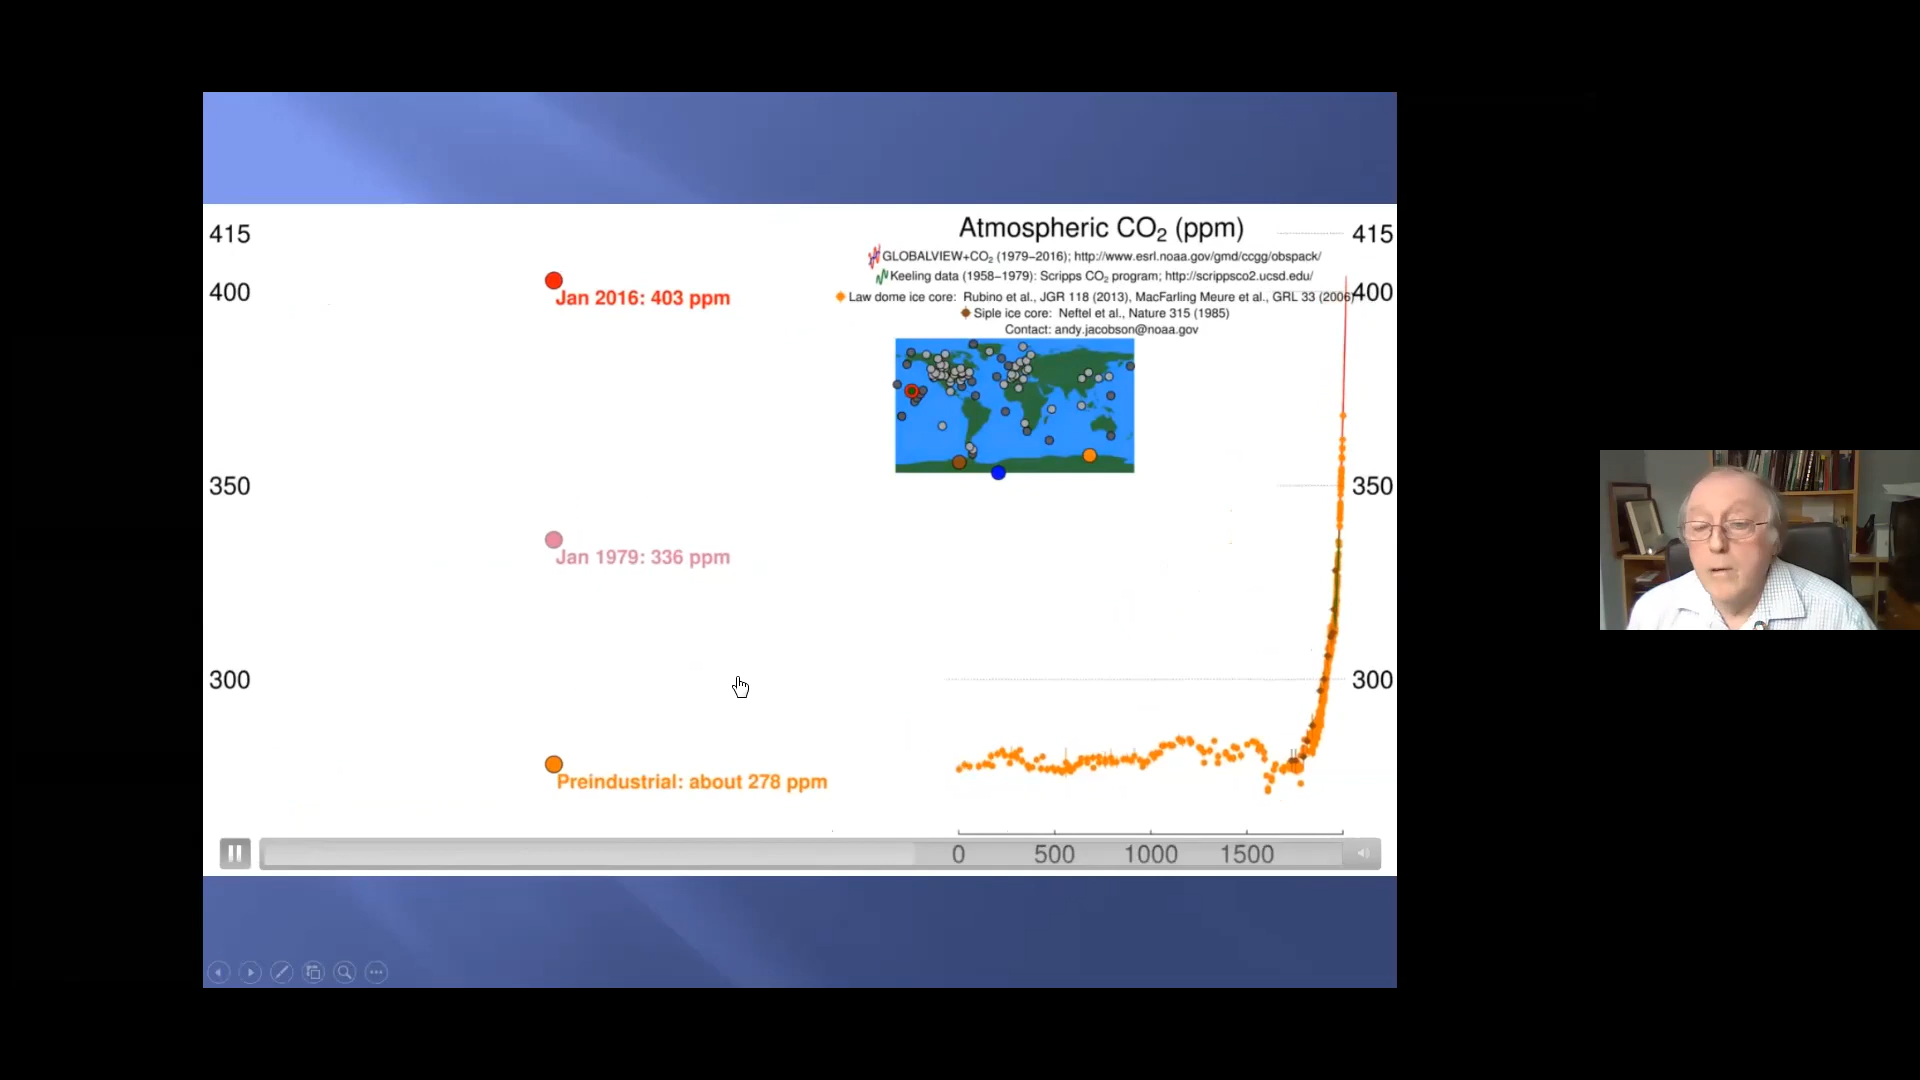 Atmospheric CO₂ (ppm)
GLOBALVIEW+CO₂ (1979–2016); http://www.esrl.noaa.gov/gmd/ccgg/obspack/
Keeling data (1958–1979): Scripps CO₂ program; http://scrippsco2.ucsd.edu/
Law dome ice core: Rubino et al., JGR 118 (2013), MacFarling Meure et al., GRL 33 (2006)
Siple ice core: Neftel et al., Nature 315 (1985)
Contact: andy.jacobson@noaa.gov
415
400
350
300
Jan 2016: 403 ppm
Jan 1979: 336 ppm
Preindustrial: about 278 ppm
415
400
350
300
0 500 1000 1500